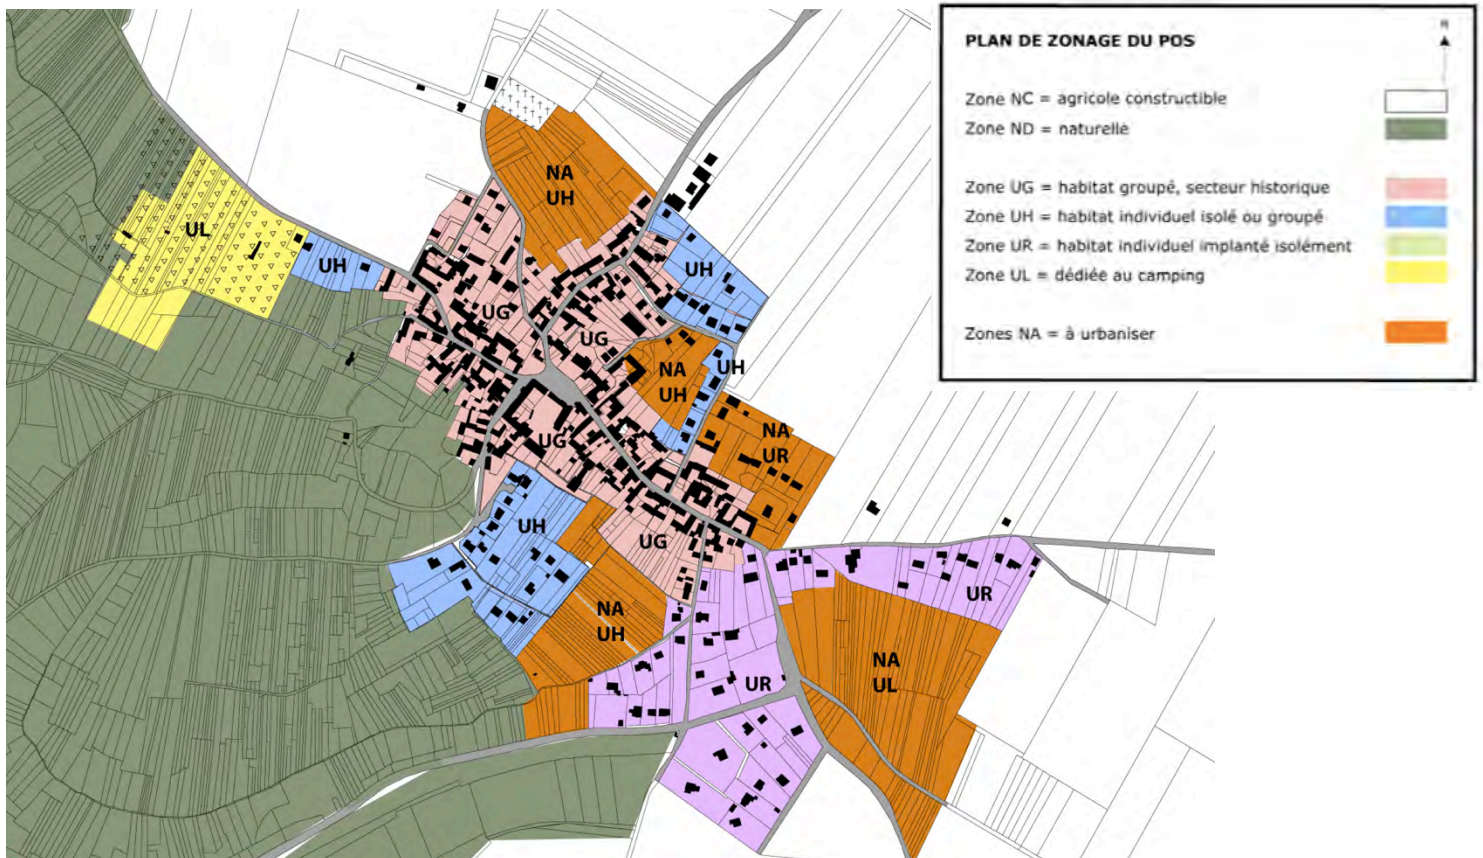 PLAN DE ZONAGE DU POS
N
Zone NC = agricole constructible
Zone ND = naturelle
Zone UG = habitat groupé, secteur historique
Zone UH = habitat individuel isolé ou groupé
Zone UR = habitat individuel implanté isolément
Zone UL = dédiée au camping
Zones NA = à urbaniser
NA
UH
UL
UH
UH
UG
UG
NA
UH
UH
UG
NA
UR
UH
UG
NA
UH
UR
NA
UL
UR